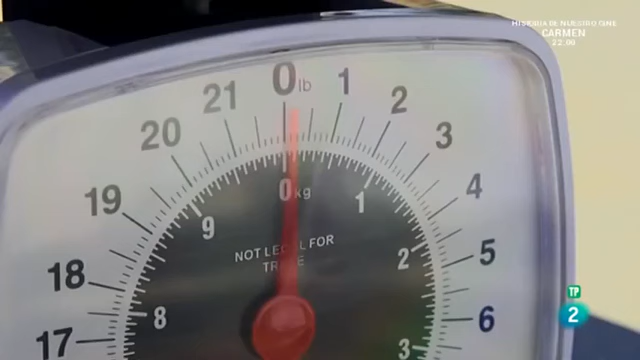 HISTORIA DE NUESTRO CINE
CARMEN
22.00
0 lb
1
2
3
4
5
6
21
20
19
18
17
0 kg
1
2
3
9
8
NOT LEGAL FOR
TRADE
TP
2